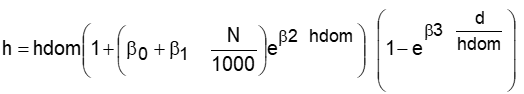 h = hdom(1+(β0 + β1 N/1000)e^(β2 hdom)) (1−e^(β3 d/hdom))